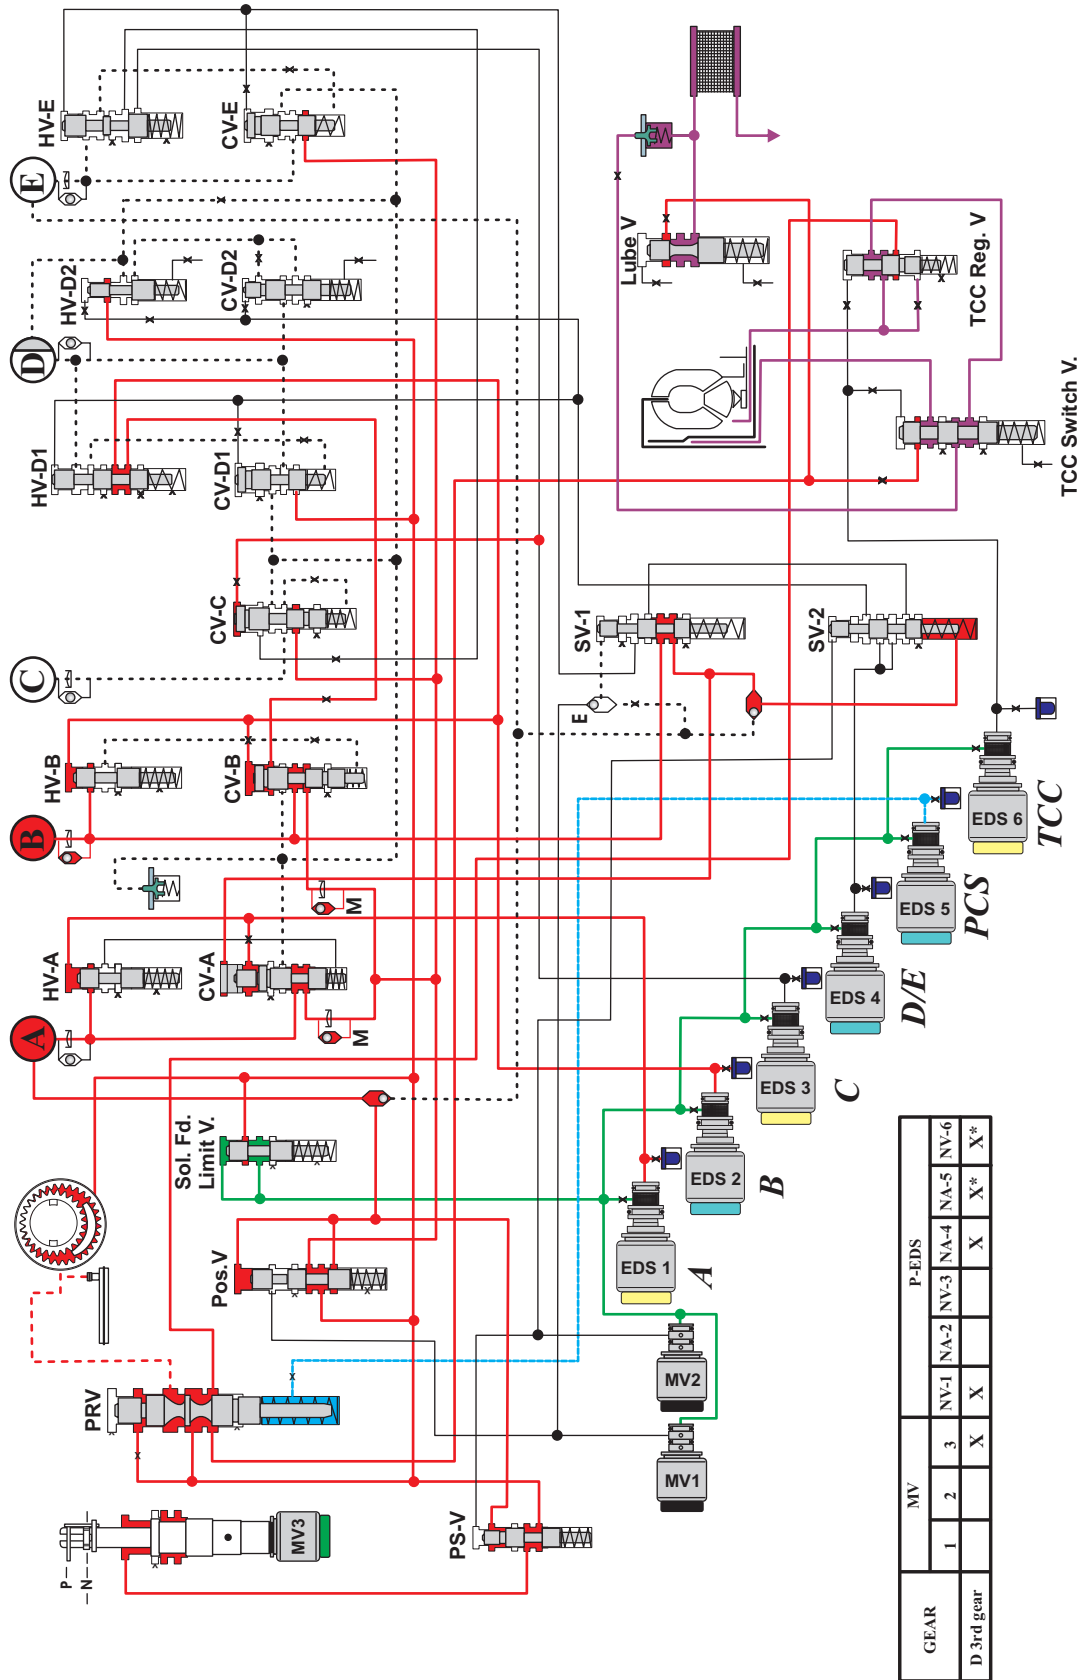 HV-E
CV-E
E
HV-D2
CV-D2
D
HV-D1
CV-D1
CV-C
C
HV-B
CV-B
B
HV-A
CV-A
A
M
M
Sol. Fd.
Limit V.
Pos.V
PRV
P
N
MV3
PS-V
Lube V
TCC Reg. V
TCC Switch V.
SV-1
SV-2
E
EDS 6
TCC
EDS 5
PCS
EDS 4
D/E
EDS 3
C
EDS 2
B
EDS 1
A
MV2
MV1
GEAR MV P-EDS
1 2 3 NV-1 NA-2 NV-3 NA-4 NA-5 NV-6
D 3rd gear X X X X* X*